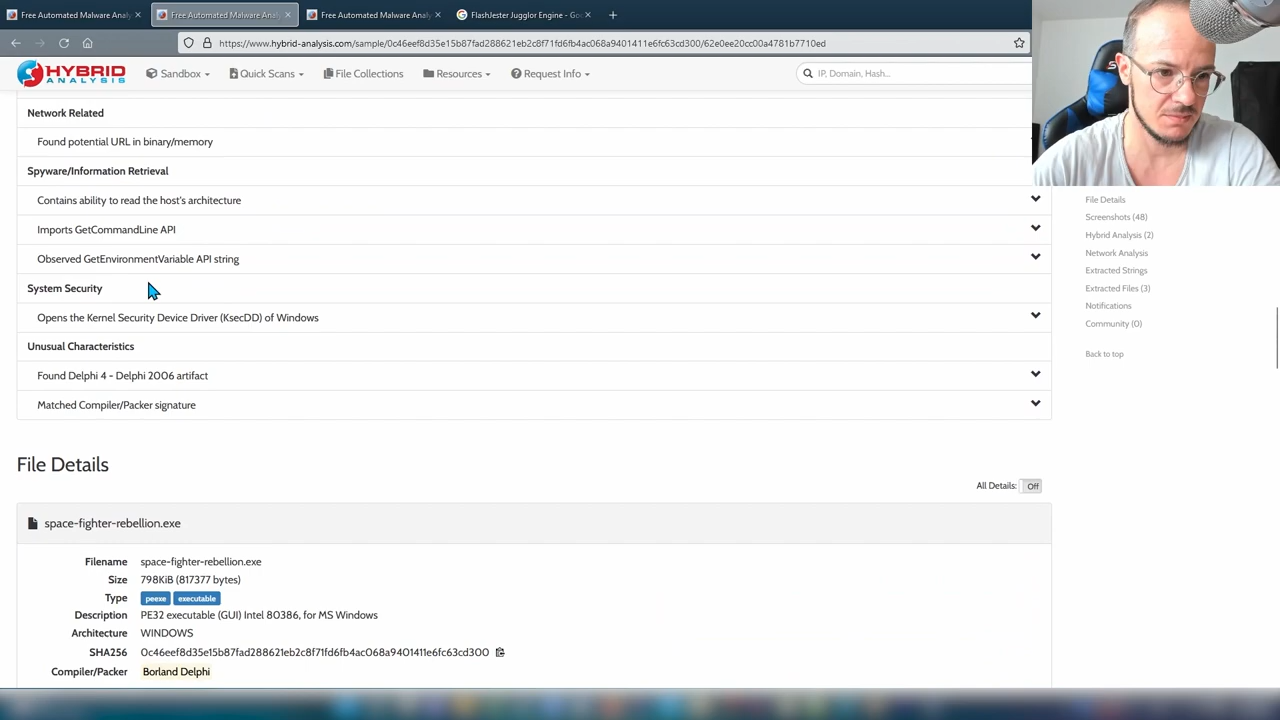 Free Automated Malware Anal
Free Automated Malware Anal
Free Automated Malware Anal
FlashJester Jugglor Engine - Goo
https://www.hybrid-analysis.com/sample/0c46eef8d35e15b87fad288621eb2c8f71fd6fb4ac068a9401411e6fc63cd300/62e0ee20cc00a4781b7710ed
HYBRID ANALYSIS
Sandbox
Quick Scans
File Collections
Resources
Request Info
IP, Domain, Hash...
Network Related
Found potential URL in binary/memory
Spyware/Information Retrieval
Contains ability to read the host's architecture
Imports GetCommandLine API
Observed GetEnvironmentVariable API string
System Security
Opens the Kernel Security Device Driver (KsecDD) of Windows
Unusual Characteristics
Found Delphi 4 - Delphi 2006 artifact
Matched Compiler/Packer signature
File Details
Screenshots (48)
Hybrid Analysis (2)
Network Analysis
Extracted Strings
Extracted Files (3)
Notifications
Community (0)
Back to top
File Details
All Details: Off
space-fighter-rebellion.exe
Filename space-fighter-rebellion.exe
Size 798KiB (817377 bytes)
Type peexe executable
Description PE32 executable (GUI) Intel 80386, for MS Windows
Architecture WINDOWS
SHA256 0c46eef8d35e15b87fad288621eb2c8f71fd6fb4ac068a9401411e6fc63cd300
Compiler/Packer Borland Delphi